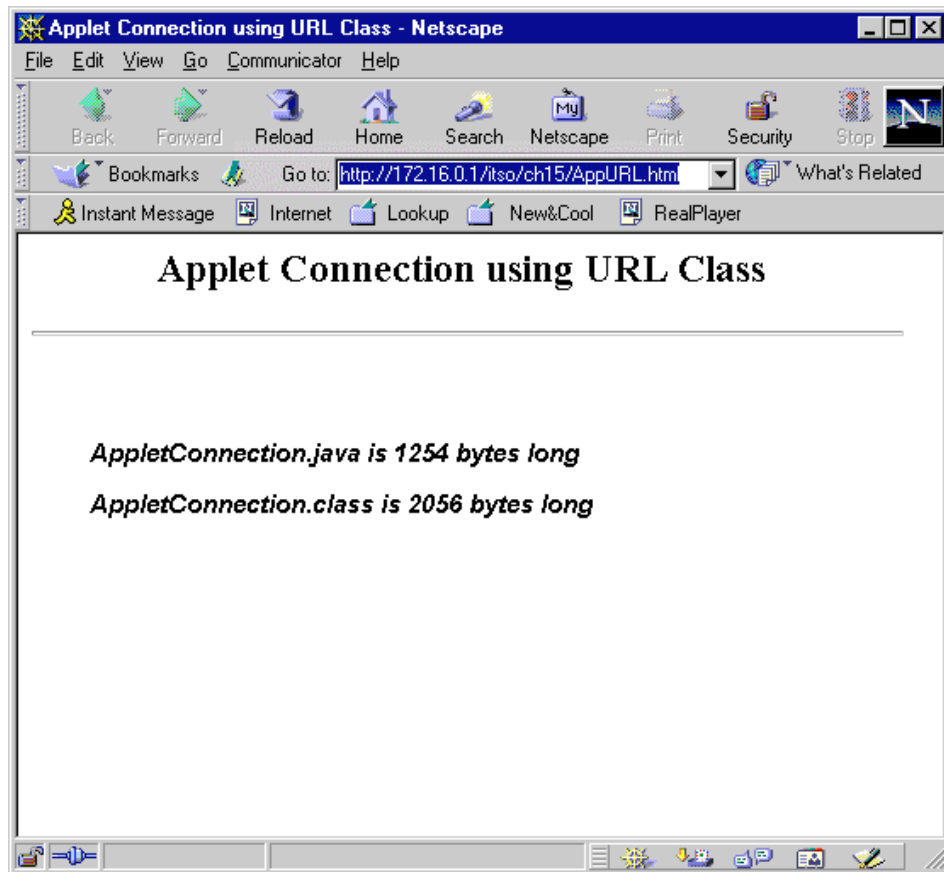 Applet Connection using URL Class - Netscape
File Edit View Go Communicator Help
Back Forward Reload Home Search My Netscape Print Security Stop N
Bookmarks Go to: http://172.16.0.1/itso/ch15/AppURL.html What's Related
Instant Message Internet Lookup New&Cool RealPlayer
Applet Connection using URL Class
AppletConnection.java is 1254 bytes long
AppletConnection.class is 2056 bytes long